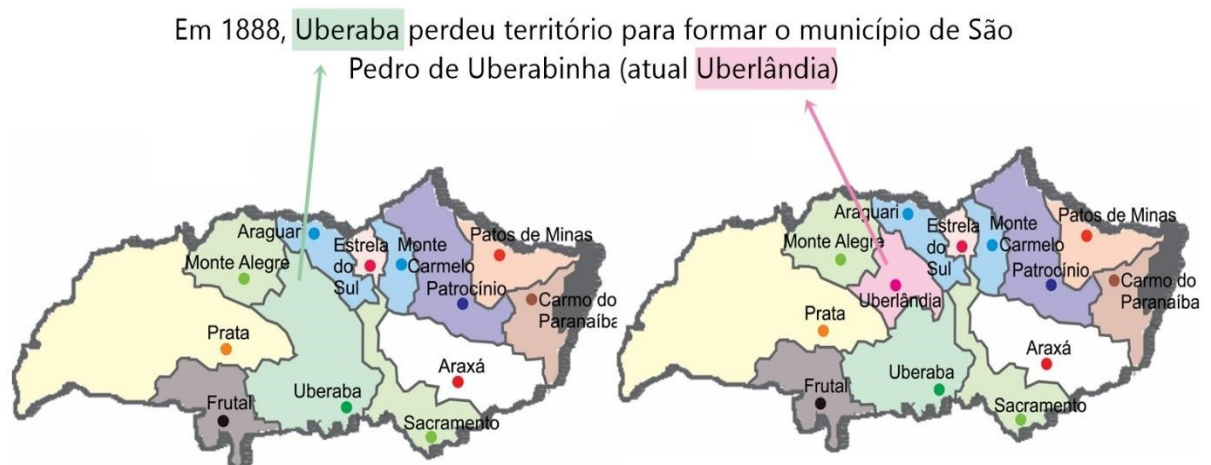 Em 1888, Uberaba perdeu território para formar o município de São
Pedro de Uberabinha (atual Uberlândia)
Araguari
Estrela
do
Sul
Monte
Carmelo
Patos de Minas
Monte Alegre
Patrocínio
Carmo do
Paranaíba
Prata
Araxá
Uberaba
Frutal
Sacramento
Araguari
Estrela
do
Sul
Monte
Carmelo
Patos de Minas
Monte Alegre
Patrocínio
Carmo do
Paranaíba
Uberlândia
Prata
Araxá
Uberaba
Frutal
Sacramento